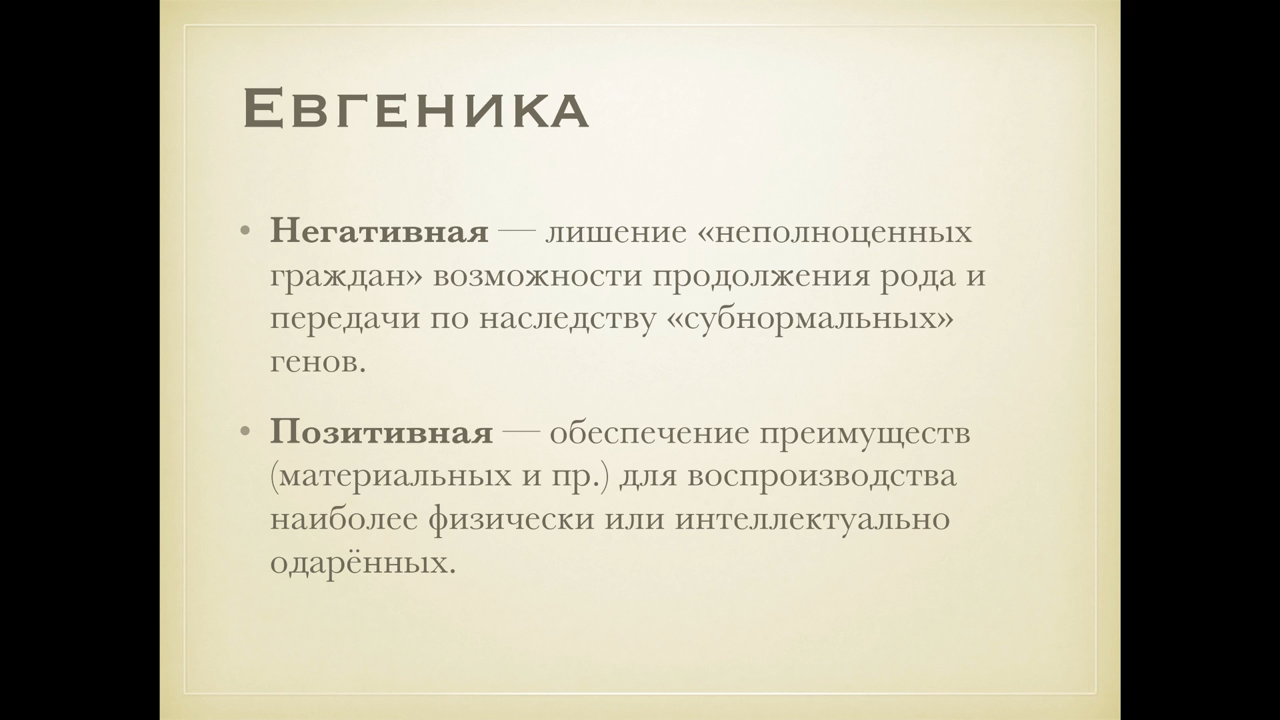 Евгеника
• Негативная — лишение «неполноценных
граждан» возможности продолжения рода и
передачи по наследству «субнормальных»
генов.
• Позитивная — обеспечение преимуществ
(материальных и пр.) для воспроизводства
наиболее физически или интеллектуально
одарённых.